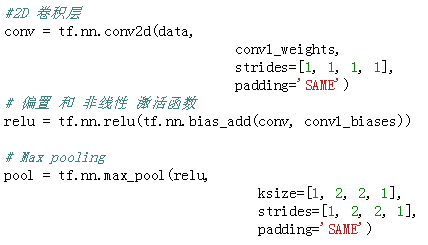 #2D 卷积层
conv = tf.nn.conv2d(data,
conv1_weights,
strides=[1, 1, 1, 1],
padding='SAME')
# 偏置 和 非线性 激活函数
relu = tf.nn.relu(tf.nn.bias_add(conv, conv1_biases))
# Max pooling
pool = tf.nn.max_pool(relu,
ksize=[1, 2, 2, 1],
strides=[1, 2, 2, 1],
padding='SAME')